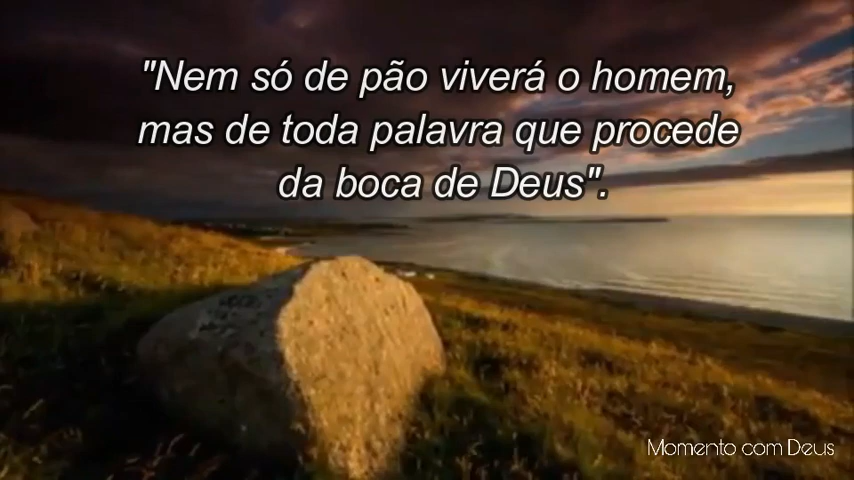 "Nem só de pão viverá o homem,
mas de toda palavra que procede
da boca de Deus".
Momento com Deus